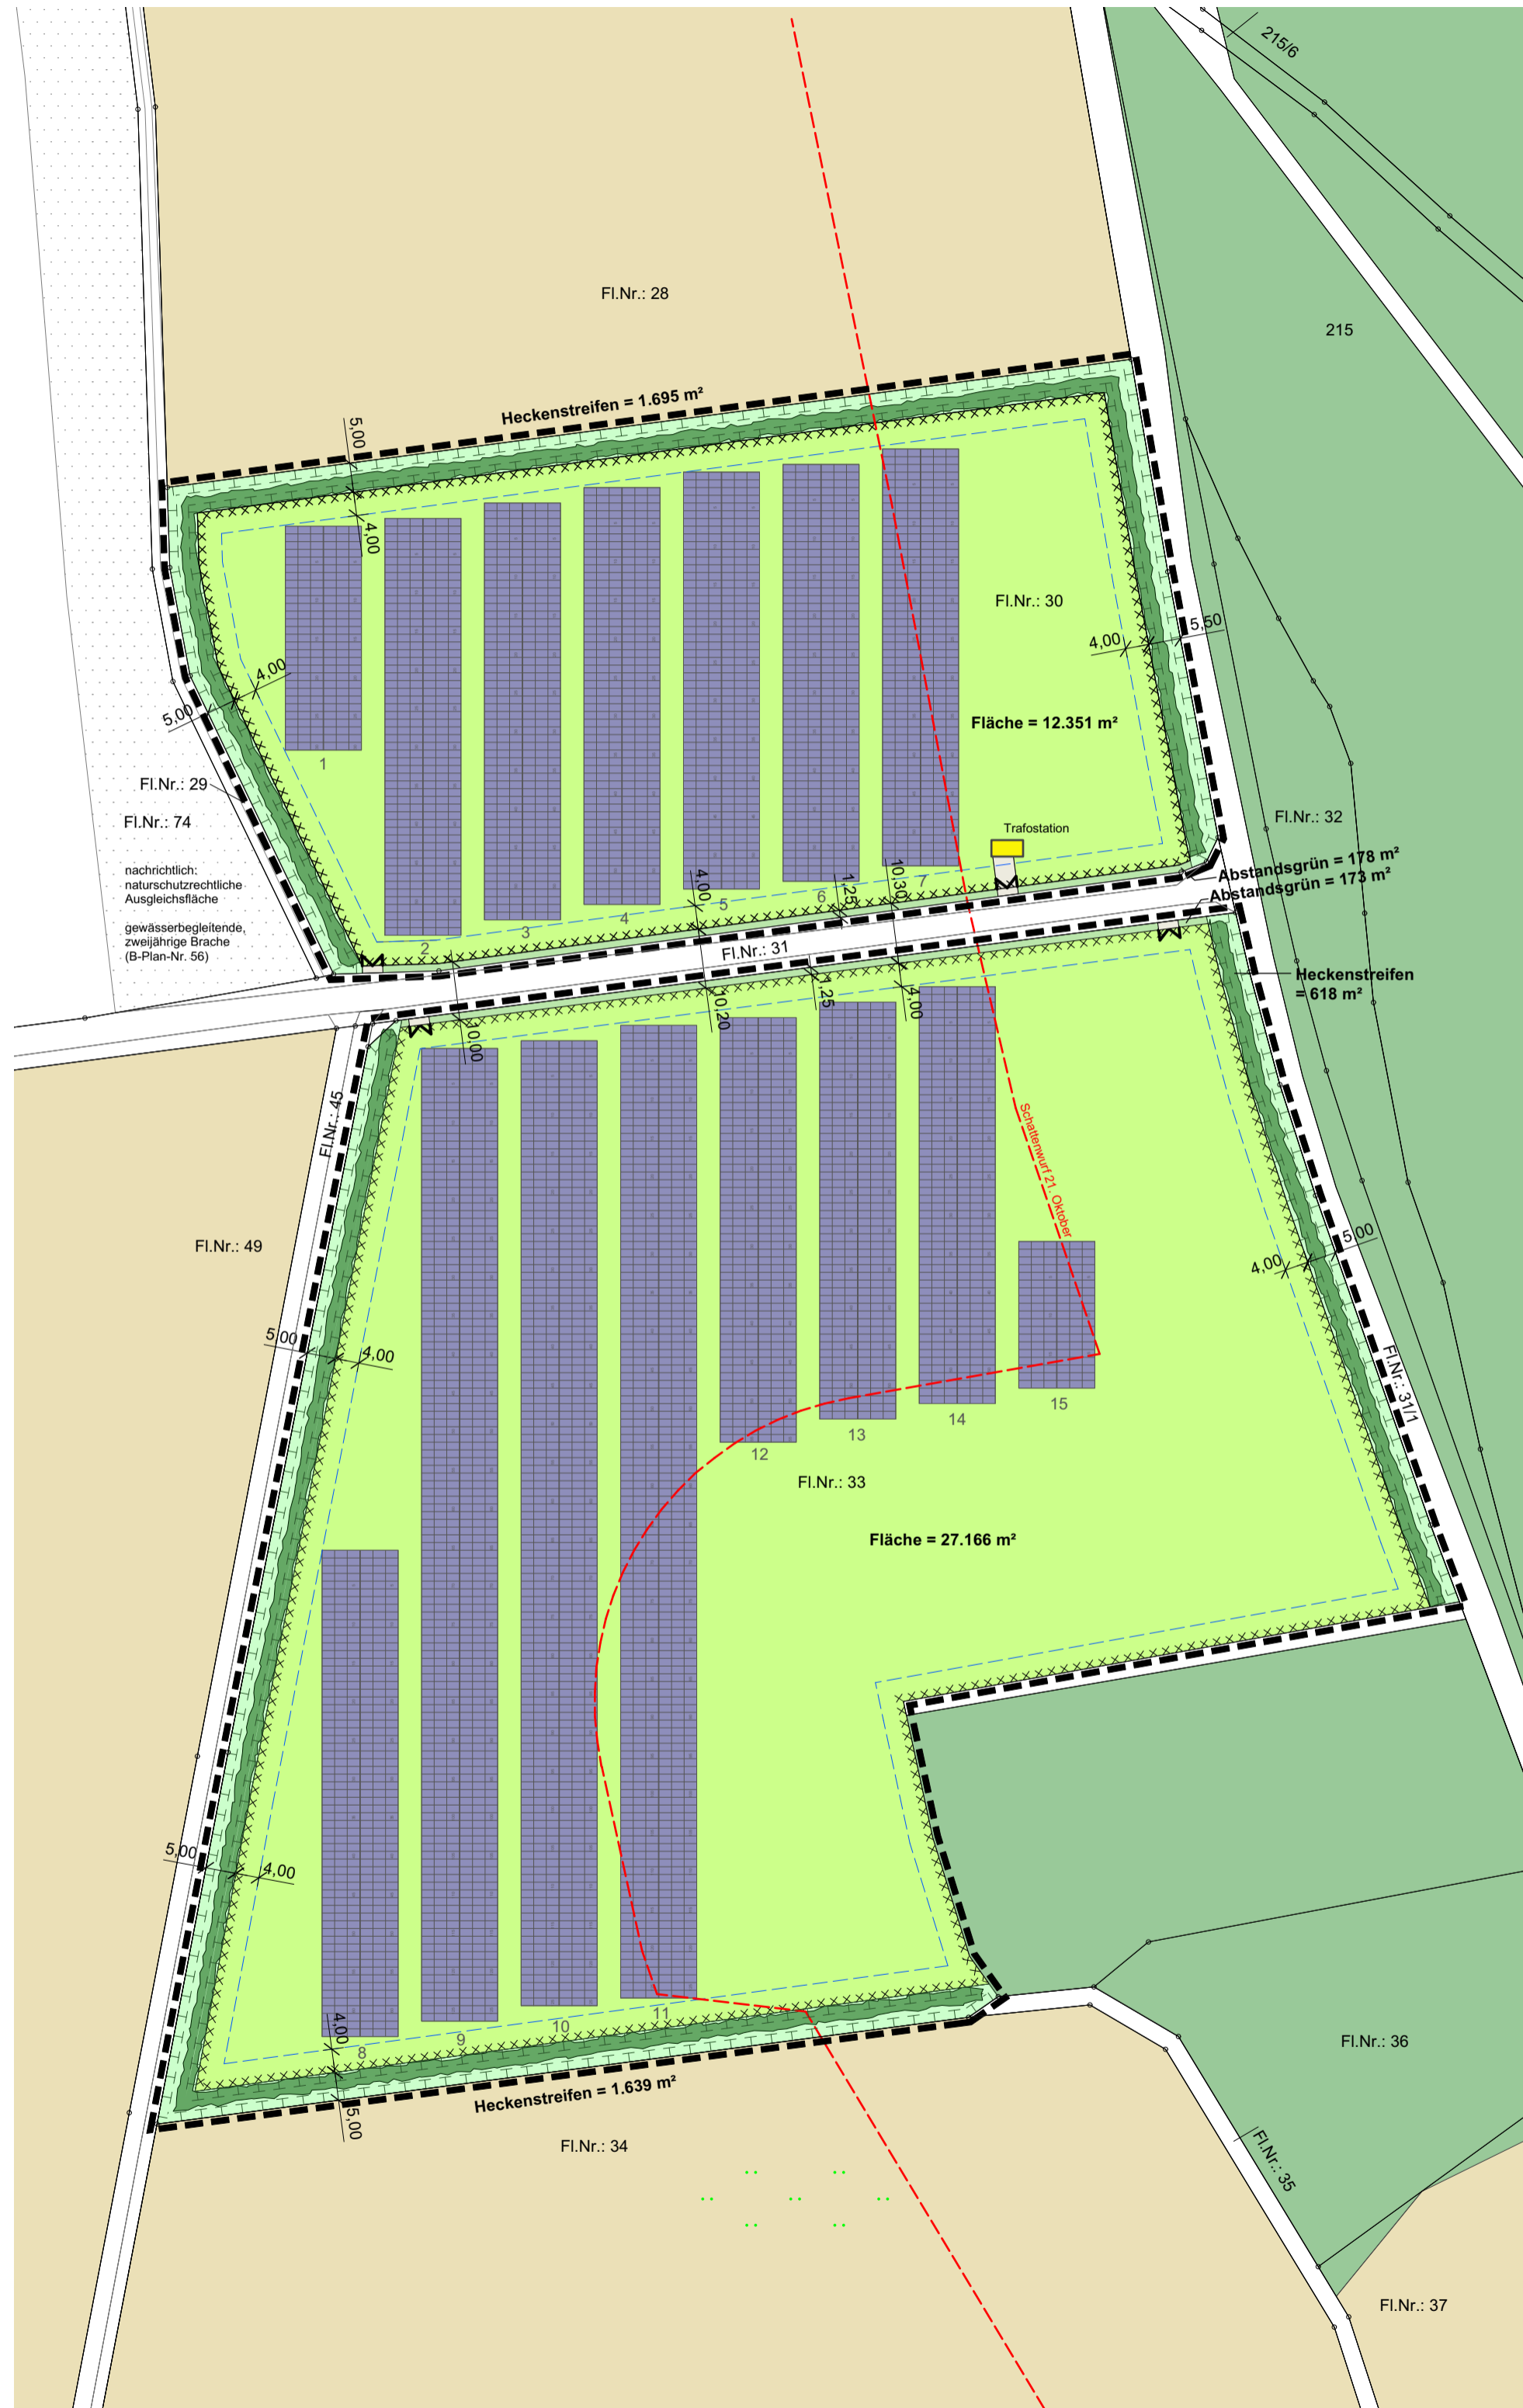 215/6
Fl.Nr.: 28
215
Heckenstreifen = 1.695 m²
5,00
4,00
Fl.Nr.: 30
4,00
5,50
4,00
5,00
Fläche = 12.351 m²
1
Fl.Nr.: 29
Fl.Nr.: 74
Fl.Nr.: 32
Trafostation
nachrichtlich:
naturschutzrechtliche
Ausgleichsfläche
gewässerbegleitende,
zweijährige Brache
(B-Plan-Nr. 56)
Abstandsgrün = 178 m²
Abstandsgrün = 173 m²
2
3
4
5
6
7
4,00
1,25
10,30
Fl.Nr.: 31
Heckenstreifen
= 618 m²
10,00
10,20
1,25
4,00
Fl.Nr.: 45
Schattenwurf 21. Oktober
Fl.Nr.: 49
5,00
4,00
5,00
4,00
Fl.Nr.: 31/1
12
13
14
15
Fl.Nr.: 33
Fläche = 27.166 m²
5,00
4,00
4,00
8
9
10
11
5,00
Heckenstreifen = 1.639 m²
Fl.Nr.: 34
Fl.Nr.: 36
Fl.Nr.: 35
Fl.Nr.: 37